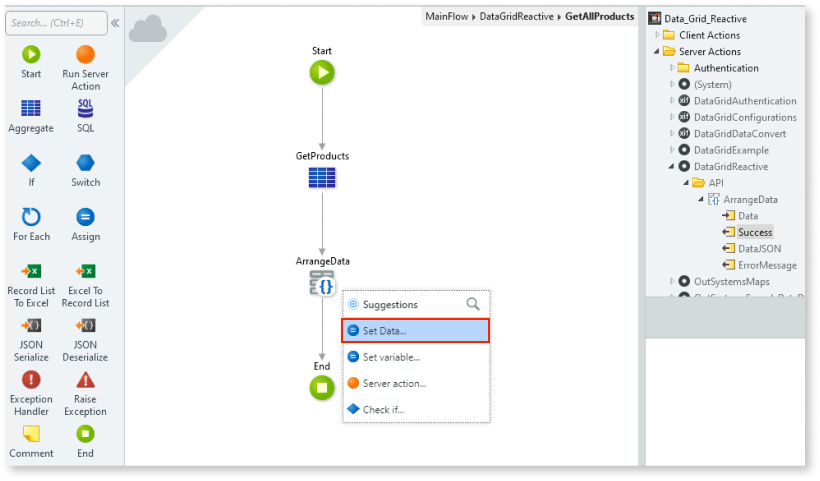 Search... (Ctrl+E)
Start
Run Server
Action
Aggregate
SQL
SQL
If
Switch
For Each
Assign
Record List
To Excel
Excel To
Record List
JSON
Serialize
JSON
Deserialize
Exception
Handler
Raise
Exception
Comment
End
MainFlow ▸ DataGridReactive ▸ GetAllProducts
Start
GetProducts
ArrangeData
{}
End
Suggestions
Set Data...
Set variable...
Server action...
Check if...
Data_Grid_Reactive
Client Actions
Server Actions
Authentication
(System)
DataGridAuthentication
DataGridConfigurations
DataGridDataConvert
DataGridExample
DataGridReactive
API
ArrangeData
Data
Success
DataJSON
ErrorMessage
OutSystemsMaps